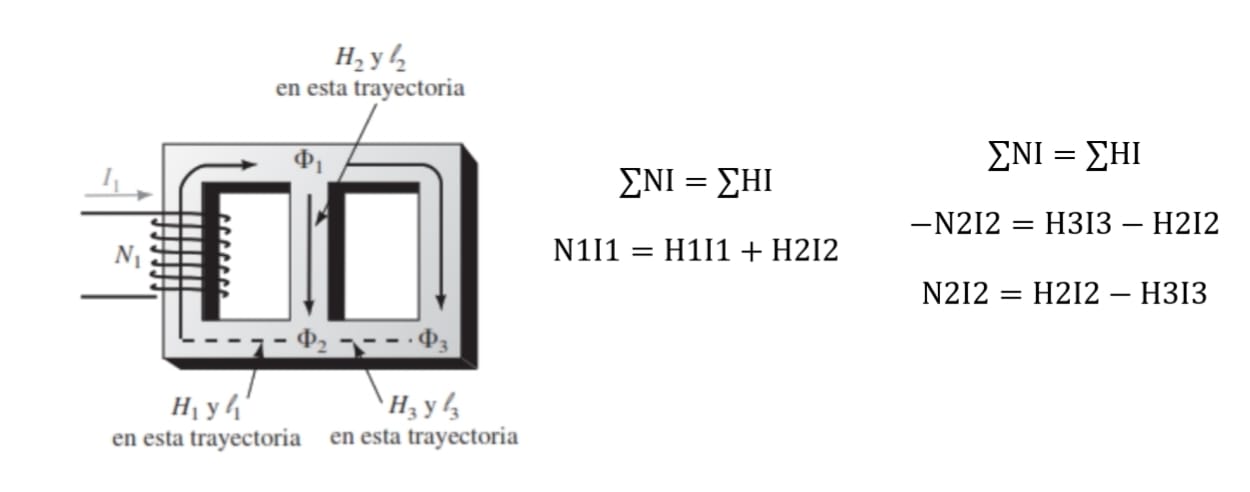 H₂ y ℓ₂
en esta trayectoria
Φ₁
I₁
N₁
Φ₂
Φ₃
H₁ y ℓ₁
en esta trayectoria
H₃ y ℓ₃
en esta trayectoria
∑NI = ∑HI
N1I1 = H1I1 + H2I2
∑NI = ∑HI
−N2I2 = H3I3 − H2I2
N2I2 = H2I2 − H3I3